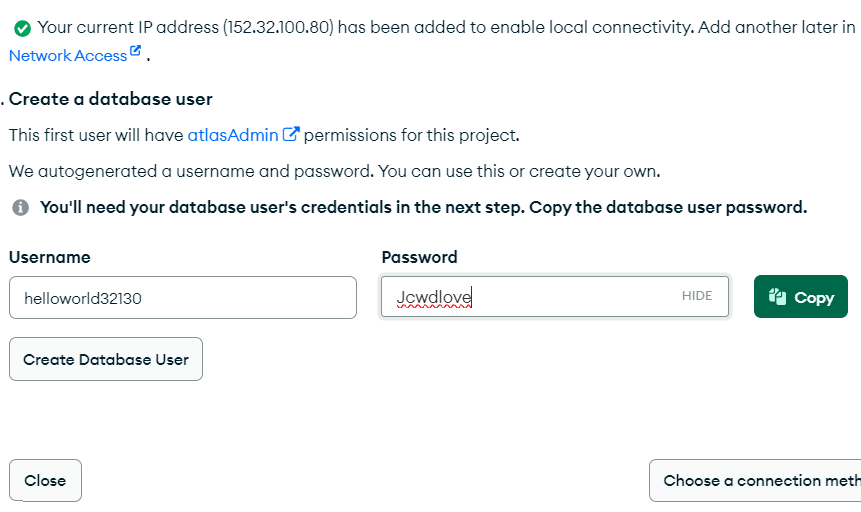 Your current IP address (152.32.100.80) has been added to enable local connectivity. Add another later in
Network Access .
. Create a database user
This first user will have atlasAdmin permissions for this project.
We autogenerated a username and password. You can use this or create your own.
You'll need your database user's credentials in the next step. Copy the database user password.
Username Password
helloworld32130 Jcwdlove HIDE Copy
Create Database User
Close Choose a connection meth